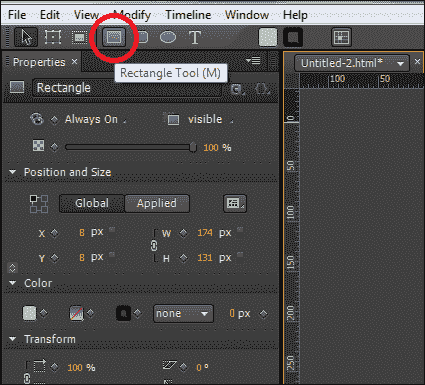 File Edit View Modify Timeline Window Help
T
Properties ×
Rectangle Tool (M)
Untitled-2.html*
Rectangle
C {}
100 50
Always On visible
100 %
0
50
100
150
200
250
Position and Size
Global Applied
X 8 px W 174 px
Y 8 px H 131 px
Color
none 0 px
Transform
100 % 0 °